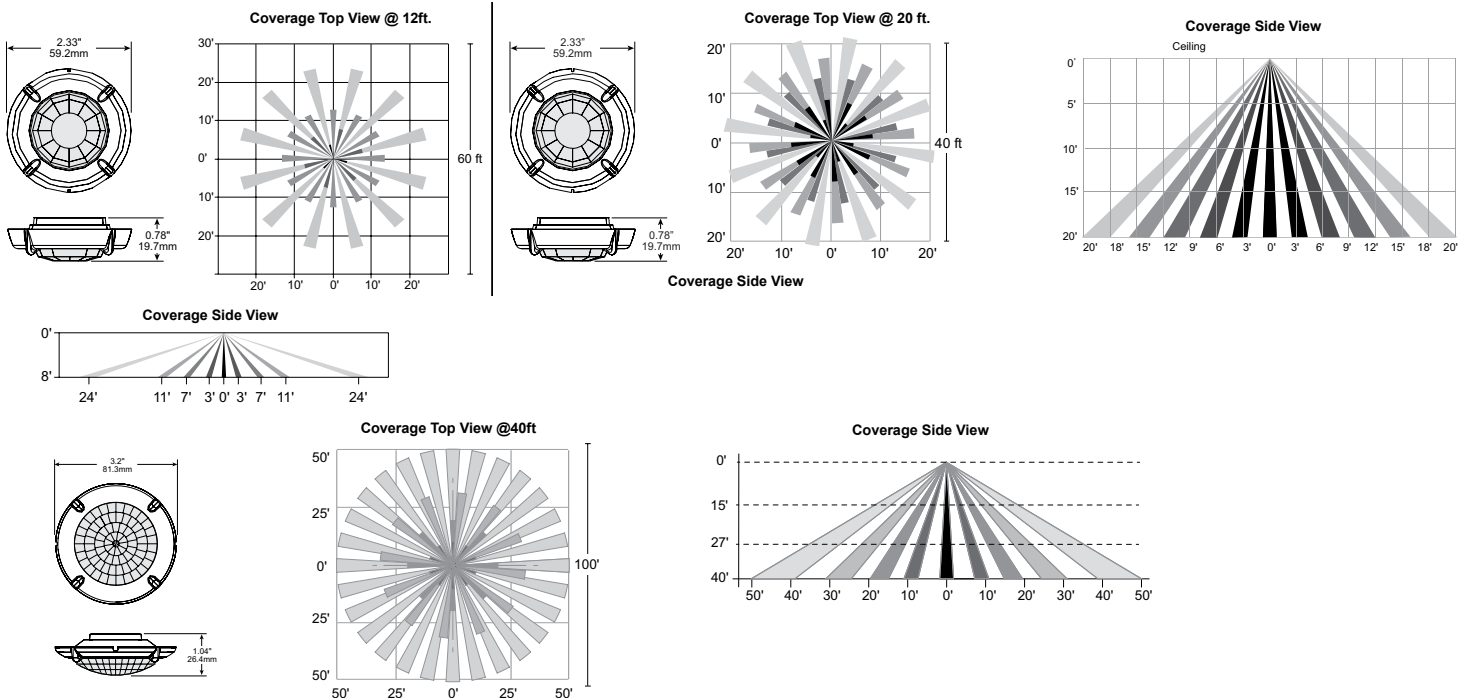 Coverage Top View @ 12ft.
2.33"
59.2mm
0.78"
19.7mm
30'
20'
10'
0'
10'
20'
20' 10' 0' 10' 20'
60 ft
Coverage Top View @ 20 ft.
2.33"
59.2mm
0.78"
19.7mm
20'
10'
0'
10'
20'
20' 10' 0' 10' 20'
40 ft
Coverage Side View
Ceiling
0'
5'
10'
15'
20'
20' 18' 15' 12' 9' 6' 3' 0' 3' 6' 9' 12' 15' 18' 20'
Coverage Side View
Coverage Side View
0'
8'
24' 11' 7' 3' 0' 3' 7' 11' 24'
3.2"
81.3mm
1.04"
26.4mm
Coverage Top View @40ft
50'
25'
0'
25'
50'
50' 25' 0' 25' 50'
100'
Coverage Side View
0'
15'
27'
40'
50' 40' 30' 20' 10' 0' 10' 20' 30' 40' 50'